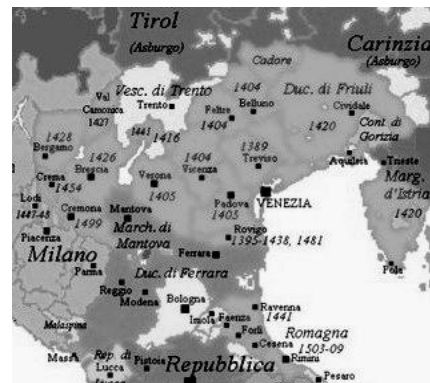 Tirol
(Asburgo)
Carinzia
(Asburgo)
Cadore
Val
Camonica
1427
Vesc. di Trento
Trento
1404
Duc. di Friuli
Feltre
Belluno
1404
Cividale
1420
Cont. di
Gorizia
1441
1416
1428
Bergamo
1426
Brescia
1404
Vicenza
1389
Treviso
Aquileia
Trieste
Marg.
d'Istria
1420
Crema
1454
Verona
1405
Padova
1405
VENEZIA
Lodi
1447-48
Cremona
1499
Mantova
March. di
Mantova
Rovigo
1395-1438, 1481
Piacenza
Milano
Ferrara
Pola
Parma
Duc. di Ferrara
Reggio
Modena
Bologna
Ravenna
1441
Malaspina
Imola
Faenza
Forlì
Romagna
1503-09
Cesena
Rimini
Massa
Rep. di
Lucca
Pistoia
Repubblica
Pesaro